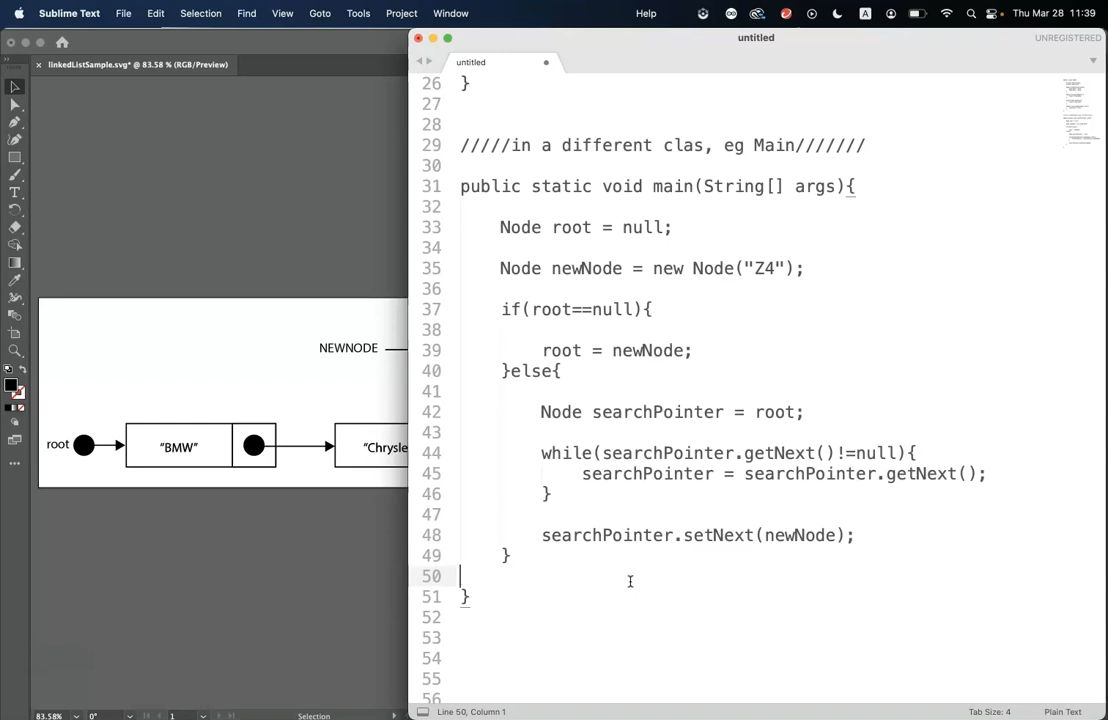 Sublime Text File Edit Selection Find View Goto Tools Project Window Help A Thu Mar 28 11:39
linkedListSample.svg* @ 83.58 % (RGB/Preview)
NEWNODE
root "BMW" "Chrysle
83.58% 0° 1 Selection
untitled UNREGISTERED
untitled
26 }
27
28
29 /////in a different clas, eg Main///////
30
31 public static void main(String[] args){
32
33 Node root = null;
34
35 Node newNode = new Node("Z4");
36
37 if(root==null){
38
39 root = newNode;
40 }else{
41
42 Node searchPointer = root;
43
44 while(searchPointer.getNext()!=null){
45 searchPointer = searchPointer.getNext();
46 }
47
48 searchPointer.setNext(newNode);
49 }
50
51 }
52
53
54
55
56
Line 50, Column 1 Tab Size: 4 Plain Text